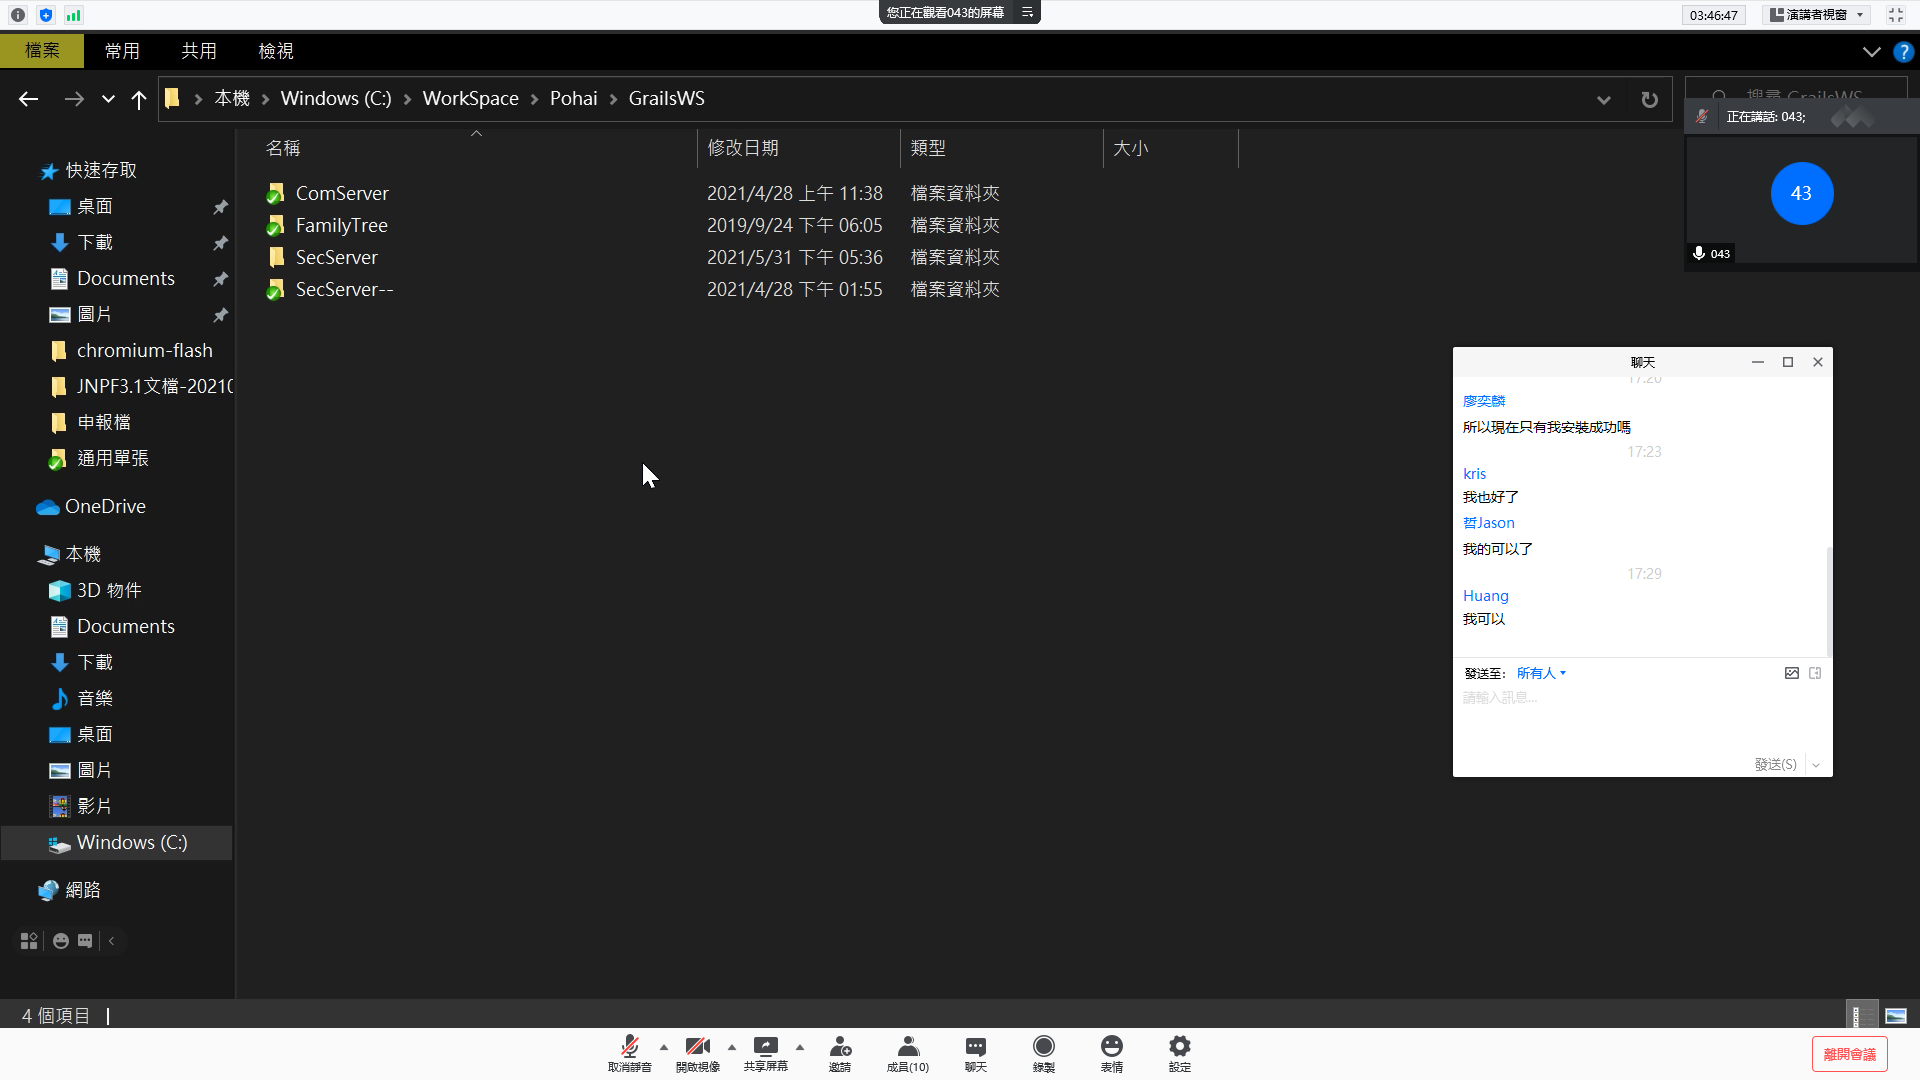 您正在觀看043的屏幕
03:46:47
演講者視窗
檔案
常用
共用
檢視
本機
Windows (C:)
WorkSpace
Pohai
GrailsWS
搜尋 GrailsWS
正在講話: 043;
43
043
名稱
修改日期
類型
大小
ComServer
2021/4/28 上午 11:38
檔案資料夾
FamilyTree
2019/9/24 下午 06:05
檔案資料夾
SecServer
2021/5/31 下午 05:36
檔案資料夾
SecServer--
2021/4/28 下午 01:55
檔案資料夾
快速存取
桌面
下載
Documents
圖片
chromium-flash
JNPF3.1文檔-2021
申報檔
通用單張
OneDrive
本機
3D 物件
Documents
下載
音樂
桌面
圖片
影片
Windows (C:)
網路
4 個項目
聊天
17:20
廖奕麟
所以現在只有我安裝成功嗎
17:23
kris
我也好了
哲Jason
我的可以了
17:29
Huang
我可以
發送至:
所有人
請輸入訊息...
發送(S)
取消靜音
開啟視像
共享屏幕
邀請
成員(10)
聊天
錄製
表情
設定
離開會議